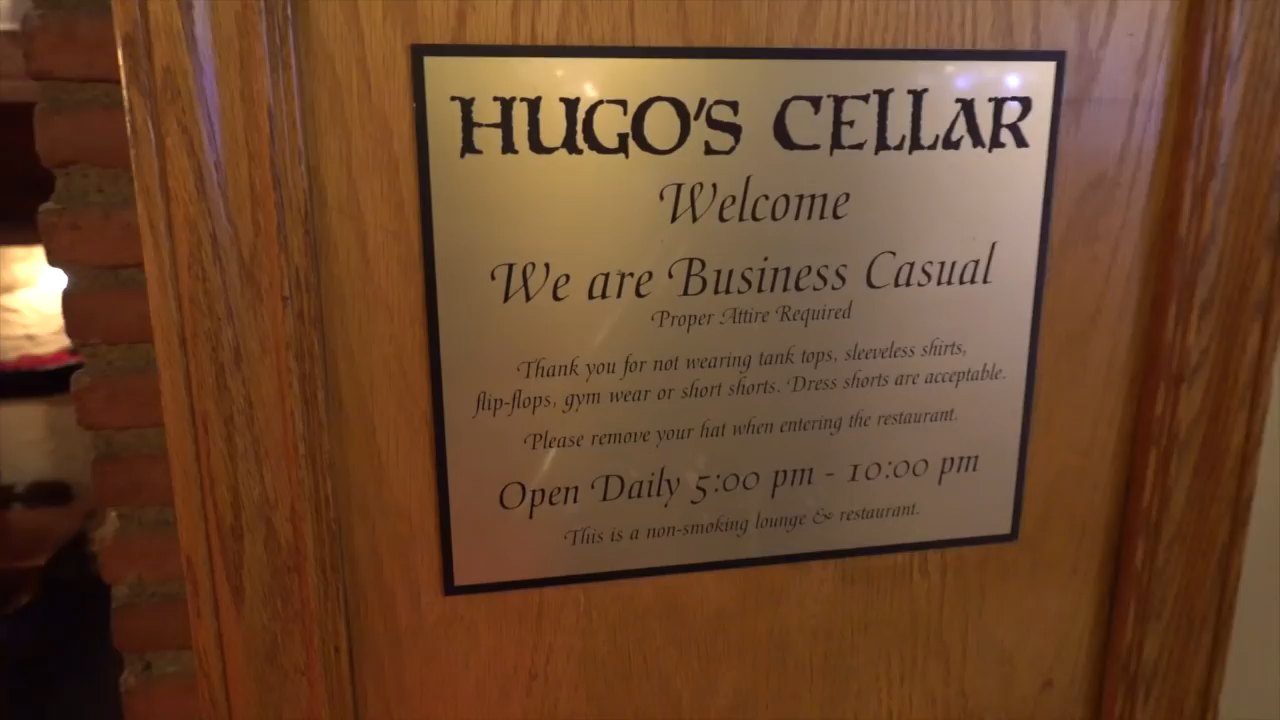 HUGO'S CELLAR
Welcome
We are Business Casual
Proper Attire Required
Thank you for not wearing tank tops, sleeveless shirts,
flip-flops, gym wear or short shorts. Dress shorts are acceptable.
Please remove your hat when entering the restaurant.
Open Daily 5:00 pm - 10:00 pm
This is a non-smoking lounge & restaurant.